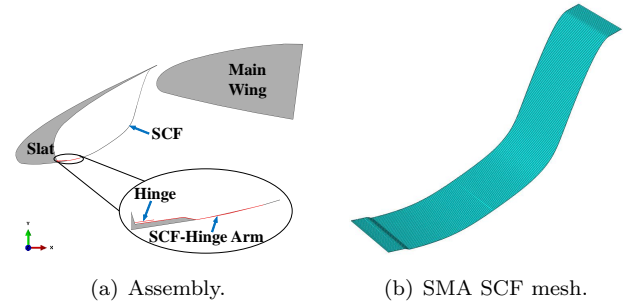 Main
Wing
SCF
Slat
Hinge
SCF-Hinge Arm
Y
X
(a) Assembly.
(b) SMA SCF mesh.